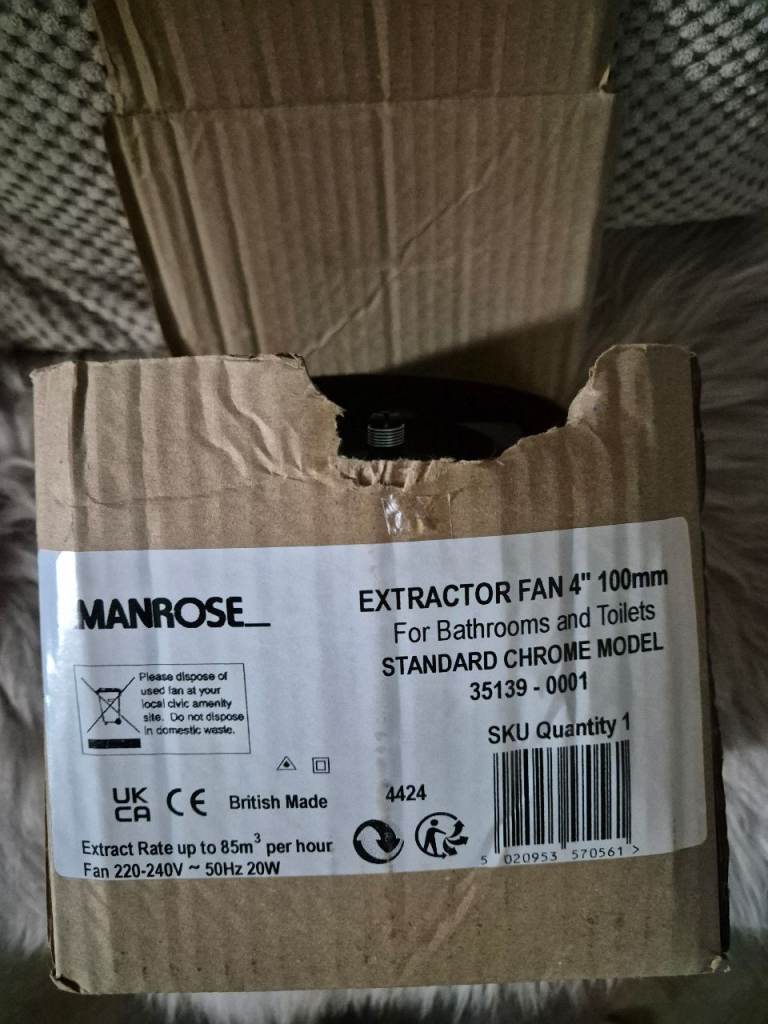 MANROSE_
EXTRACTOR FAN 4" 100mm
For Bathrooms and Toilets
STANDARD CHROME MODEL
35139 - 0001
Please dispose of
used fan at your
local civic amenity
site. Do not dispose
in domestic waste.
SKU Quantity 1
UK
CA
CE
British Made
4424
Extract Rate up to 85m³ per hour
Fan 220-240V ~ 50Hz 20W
5 020953 570561 >